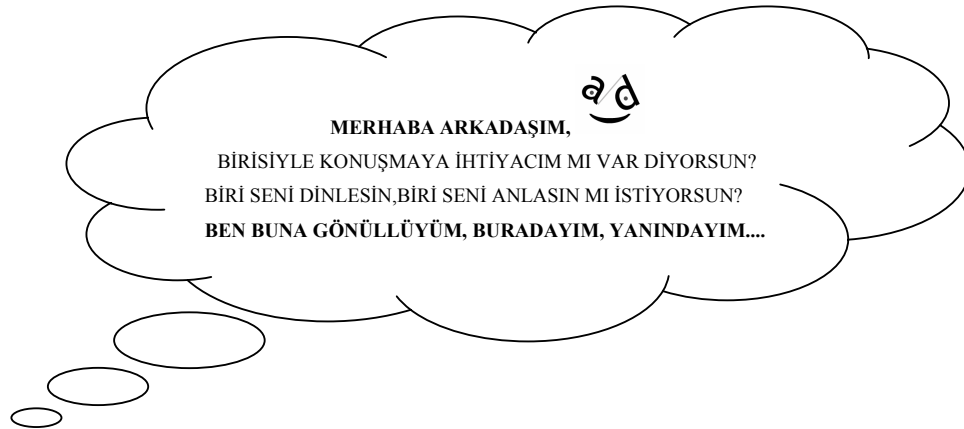 a/d
MERHABA ARKADAŞIM,
BİRİSİYLE KONUŞMAYA İHTİYACIM MI VAR DİYORSUN?
BİRİ SENİ DİNLESİN,BİRİ SENİ ANLASIN MI İSTİYORSUN?
BEN BUNA GÖNÜLLÜYÜM, BURADAYIM, YANINDAYIM....